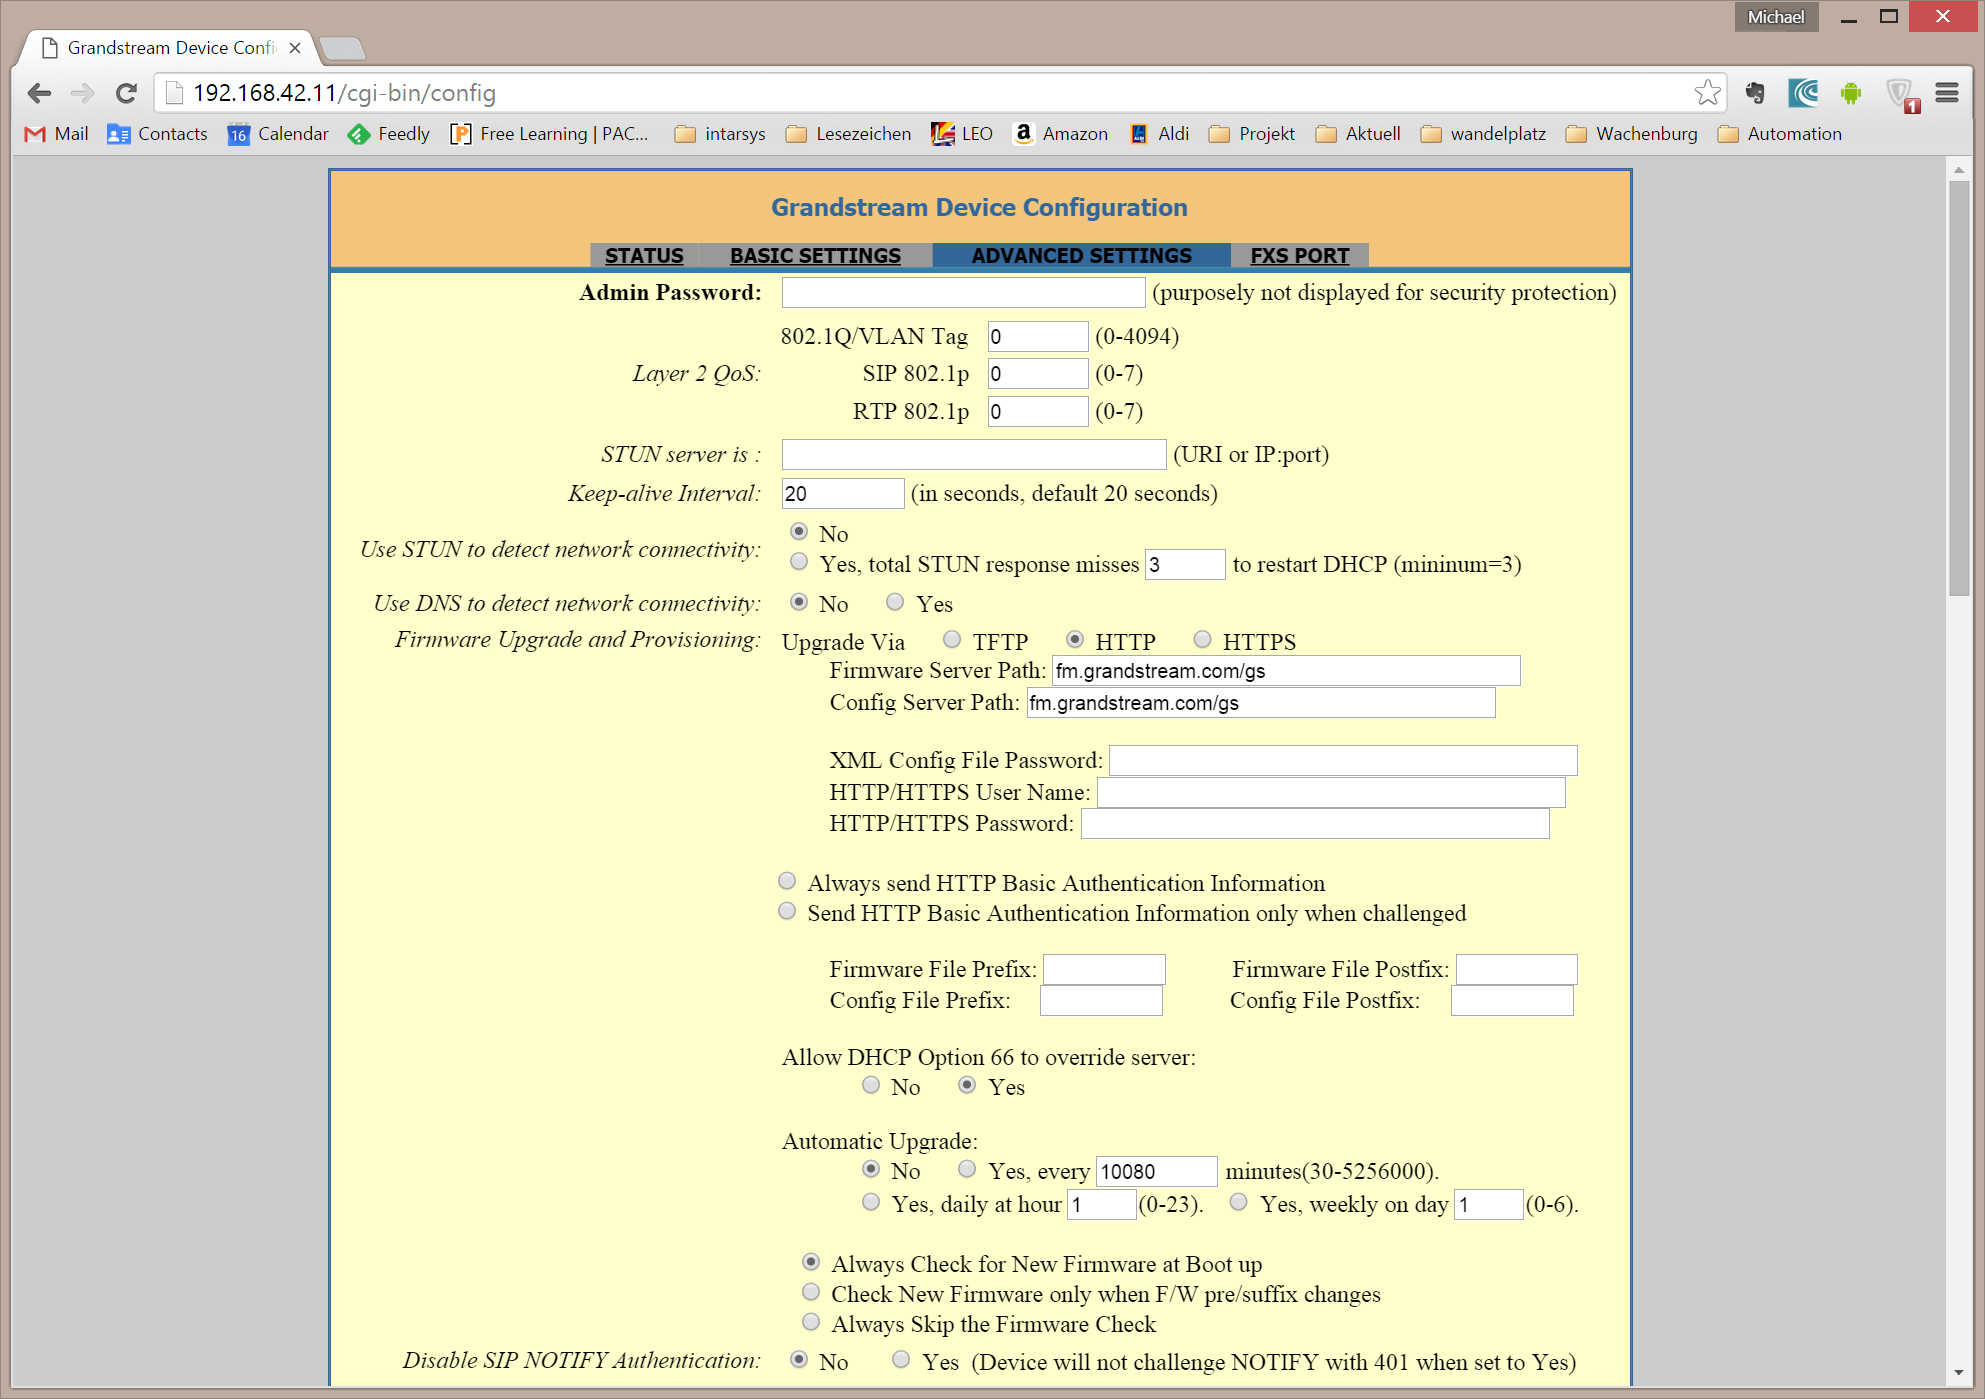 Michael
Grandstream Device Confi
192.168.42.11/cgi-bin/config
1
Mail Contacts 16 Calendar Feedly Free Learning | PAC... intarsys Lesezeichen LEO Amazon Aldi Projekt Aktuell wandelplatz Wachenburg Automation
Grandstream Device Configuration
STATUS BASIC SETTINGS ADVANCED SETTINGS FXS PORT
Admin Password: (purposely not displayed for security protection)
802.1Q/VLAN Tag 0 (0-4094)
Layer 2 QoS: SIP 802.1p 0 (0-7)
RTP 802.1p 0 (0-7)
STUN server is : (URI or IP:port)
Keep-alive Interval: 20 (in seconds, default 20 seconds)
No
Use STUN to detect network connectivity:
Yes, total STUN response misses 3 to restart DHCP (mininum=3)
Use DNS to detect network connectivity: No Yes
Firmware Upgrade and Provisioning: Upgrade Via TFTP HTTP HTTPS
Firmware Server Path: fm.grandstream.com/gs
Config Server Path: fm.grandstream.com/gs
XML Config File Password:
HTTP/HTTPS User Name:
HTTP/HTTPS Password:
Always send HTTP Basic Authentication Information
Send HTTP Basic Authentication Information only when challenged
Firmware File Prefix: Firmware File Postfix:
Config File Prefix: Config File Postfix:
Allow DHCP Option 66 to override server:
No Yes
Automatic Upgrade:
No Yes, every 10080 minutes(30-5256000).
Yes, daily at hour 1 (0-23). Yes, weekly on day 1 (0-6).
Always Check for New Firmware at Boot up
Check New Firmware only when F/W pre/suffix changes
Always Skip the Firmware Check
Disable SIP NOTIFY Authentication: No Yes (Device will not challenge NOTIFY with 401 when set to Yes)